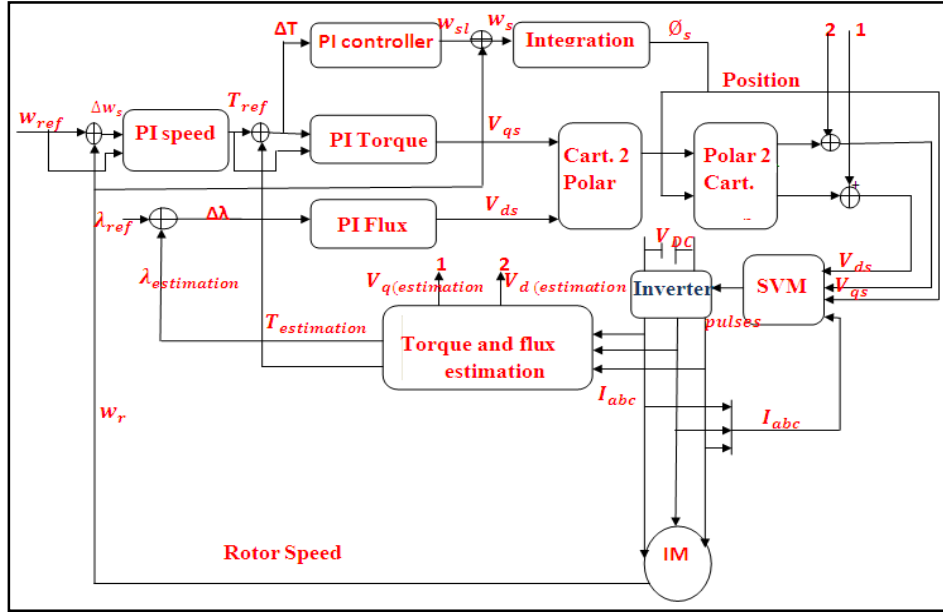 ΔT
w_sl
w_s
PI controller
Integration
Ø_s
2 1
Position
w_ref
Δw_s
PI speed
T_ref
PI Torque
V_qs
Cart. 2
Polar
Polar 2
Cart.
+
λ_ref
Δλ
PI Flux
V_ds
V_DC
λ_estimation
1
2
V_q(estimation
V_d (estimation
Inverter
SVM
V_ds
V_qs
pulses
T_estimation
Torque and flux
estimation
I_abc
I_abc
w_r
Rotor Speed
IM